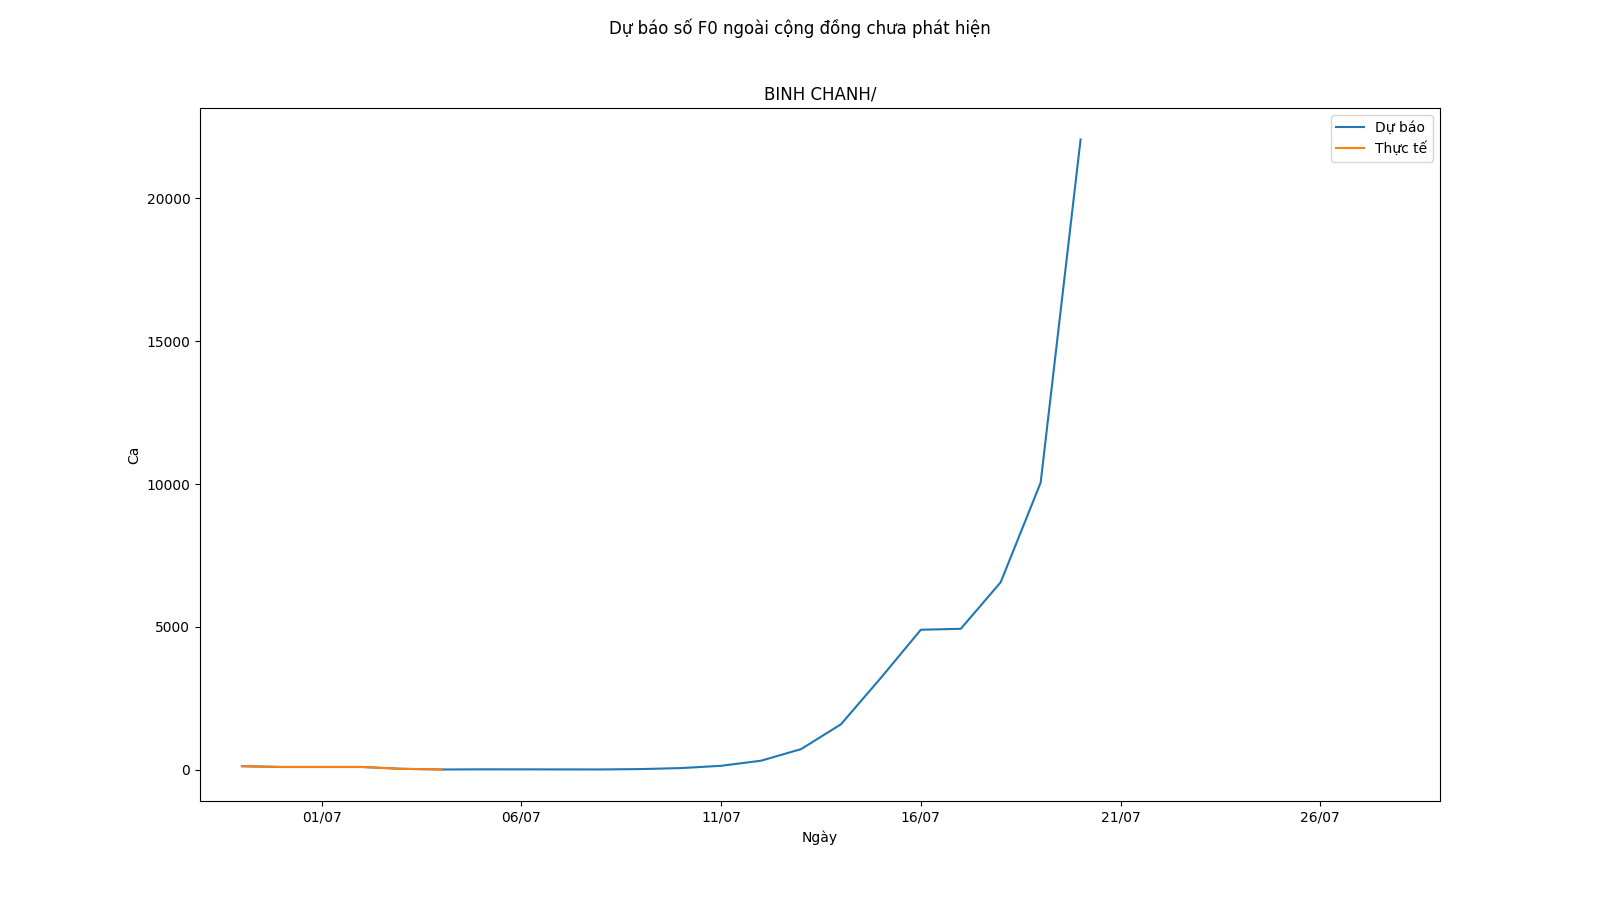 Dự báo số F0 ngoài cộng đồng chưa phát hiện
BINH CHANH/
Dự báo
Thực tế
20000
15000
10000
5000
0
Ca
01/07
06/07
11/07
16/07
21/07
26/07
Ngày